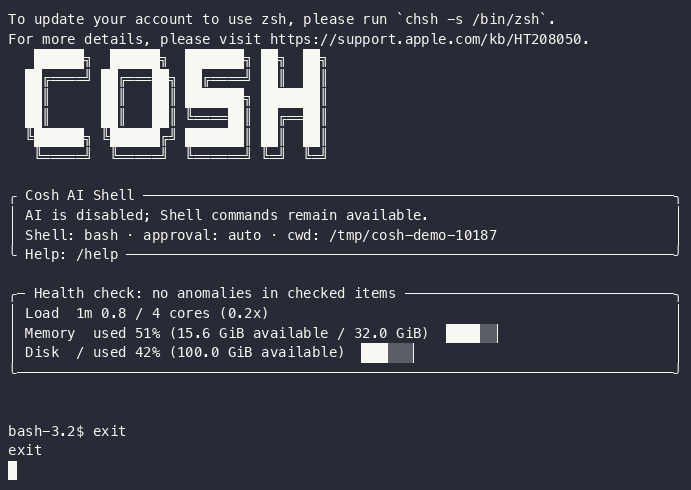 To update your account to use zsh, please run `chsh -s /bin/zsh`.
For more details, please visit https://support.apple.com/kb/HT208050.
COSH
Cosh AI Shell
AI is disabled; Shell commands remain available.
Shell: bash · approval: auto · cwd: /tmp/cosh-demo-10187
Help: /help
Health check: no anomalies in checked items
Load  1m 0.8 / 4 cores (0.2x)
Memory  used 51% (15.6 GiB available / 32.0 GiB)
Disk  / used 42% (100.0 GiB available)
bash-3.2$ exit
exit